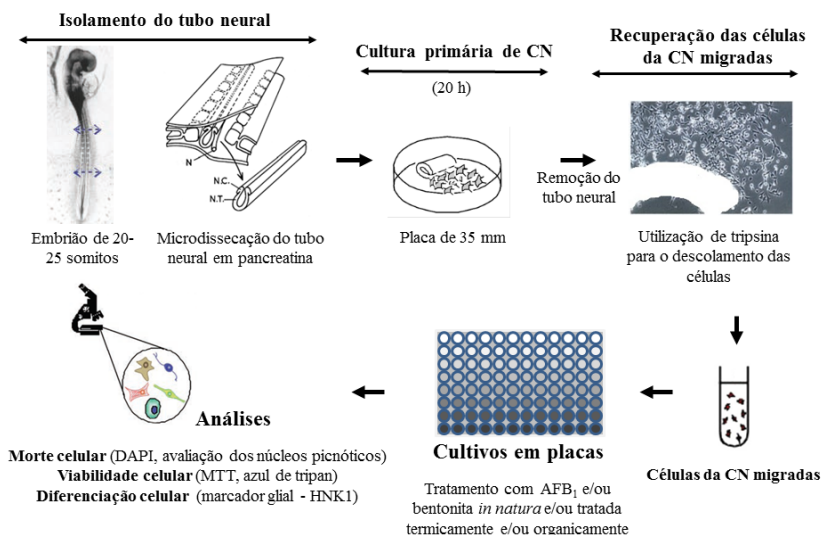 Isolamento do tubo neural
Cultura primária de CN
(20 h)
Recuperação das células
da CN migradas
N
N.C.
N.T.
Remoção do
tubo neural
Embrião de 20-
25 somitos
Microdissecação do tubo
neural em pancreatina
Placa de 35 mm
Utilização de tripsina
para o descolamento das
células
Análises
Morte celular (DAPI, avaliação dos núcleos picnóticos)
Viabilidade celular (MTT, azul de tripan)
Diferenciação celular (marcador glial - HNK1)
Cultivos em placas
Tratamento com AFB₁ e/ou
bentonita in natura e/ou tratada
termicamente e/ou organicamente
Células da CN migradas